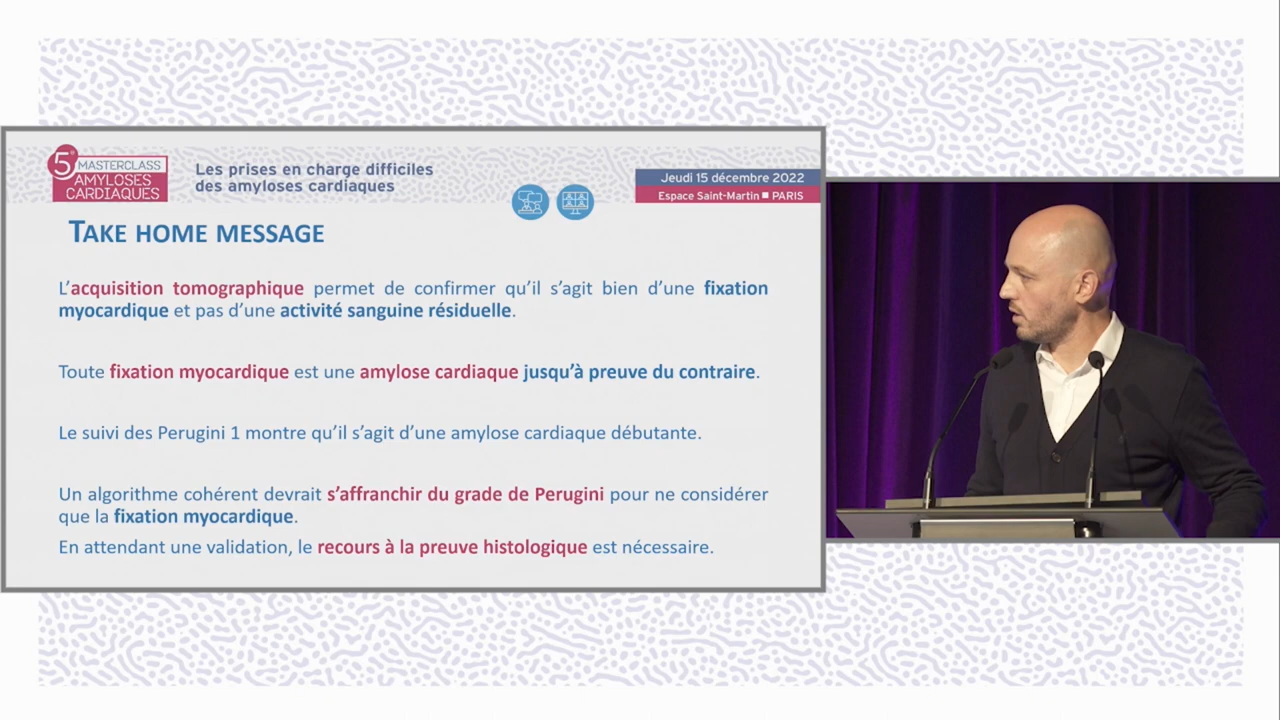 5e MASTERCLASS
AMYLOSES
CARDIAQUES
Les prises en charge difficiles
des amyloses cardiaques
Jeudi 15 décembre 2022
Espace Saint-Martin ■ PARIS
TAKE HOME MESSAGE
L’acquisition tomographique permet de confirmer qu’il s’agit bien d’une fixation
myocardique et pas d’une activité sanguine résiduelle.
Toute fixation myocardique est une amylose cardiaque jusqu’à preuve du contraire.
Le suivi des Perugini 1 montre qu’il s’agit d’une amylose cardiaque débutante.
Un algorithme cohérent devrait s’affranchir du grade de Perugini pour ne considérer
que la fixation myocardique.
En attendant une validation, le recours à la preuve histologique est nécessaire.